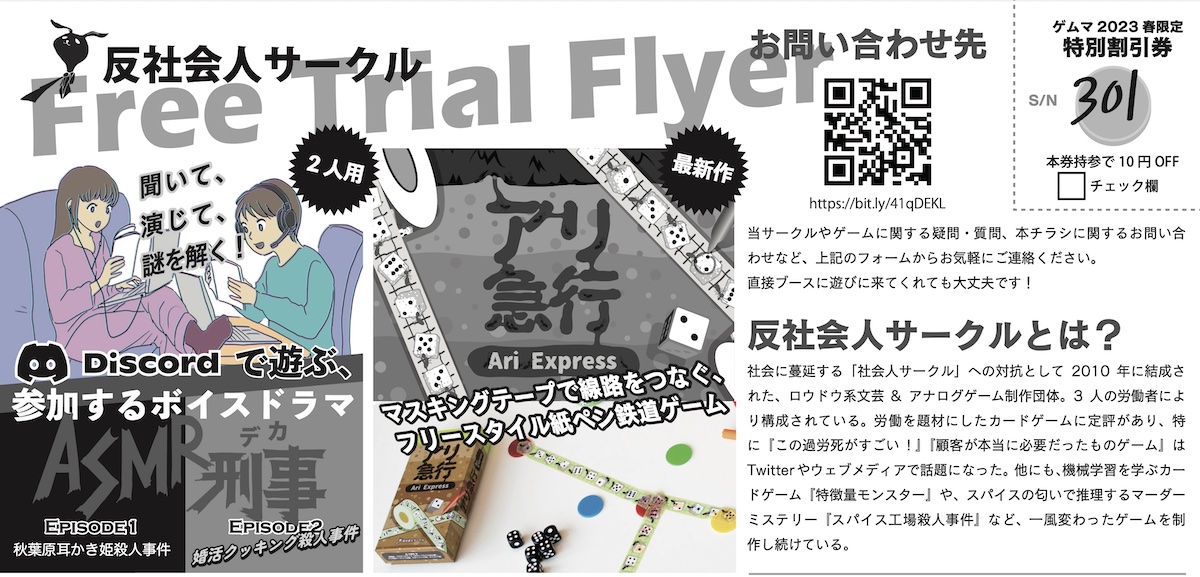 反社会人サークル
Free Trial Flyer
2人用
聞いて、
演じて、
謎を解く！
Discord で遊ぶ、
参加するボイスドラマ
ASMR刑事
デカ
EPISODE1
秋葉原耳かき姫殺人事件
EPISODE2
婚活クッキング殺人事件
最新作
アリ
急行
Ari Express
マスキングテープで線路をつなぐ、
フリースタイル紙ペン鉄道ゲーム
アリ
急行
Ari Express
お問い合わせ先
https://bit.ly/41qDEKL
ゲムマ 2023 春限定
特別割引券
S/N 301
本券持参で 10 円 OFF
チェック欄
当サークルやゲームに関する疑問・質問、本チラシに関するお問い合
わせなど、上記のフォームからお気軽にご連絡ください。
直接ブースに遊びに来てくれても大丈夫です！
反社会人サークルとは？
社会に蔓延する「社会人サークル」への対抗として 2010 年に結成さ
れた、ロウドウ系文芸 & アナログゲーム制作団体。3 人の労働者によ
り構成されている。労働を題材にしたカードゲームに定評があり、特
に『この過労死がすごい！』『顧客が本当に必要だったものゲーム』は
Twitterやウェブメディアで話題になった。他にも、機械学習を学ぶカー
ドゲーム『特徴量モンスター』や、スパイスの匂いで推理するマーダー
ミステリー『スパイス工場殺人事件』など、一風変わったゲームを制
作し続けている。